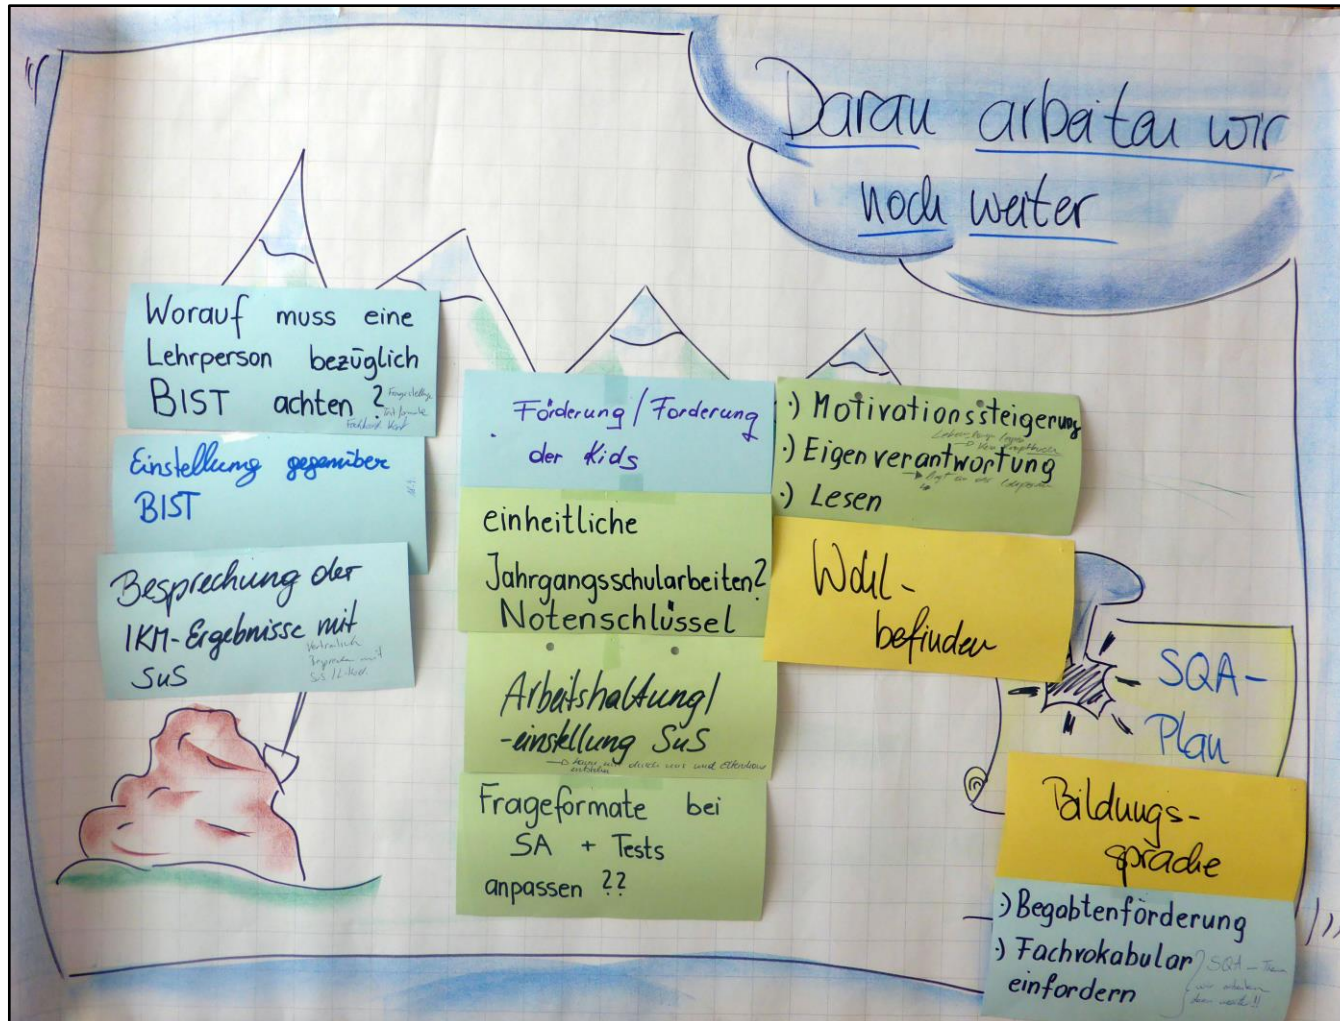 Daran arbeiten wir
noch weiter
Worauf muss eine
Lehrperson bezüglich
BIST achten?
Einstellung gegenüber
BIST
Besprechung der
IKM-Ergebnisse mit
SuS
Förderung/Forderung
der Kids
einheitliche
Jahrgangsschularbeiten?
Notenschlüssel
Arbeitshaltung/
-einstellung SuS
Frageformate bei
SA + Tests
anpassen ??
·) Motivationssteigerung
·) Eigenverantwortung
·) Lesen
Wohl-
befinden
SQA-
Plan
Bildungs-
sprache
·) Begabtenförderung
·) Fachvokabular
einfordern